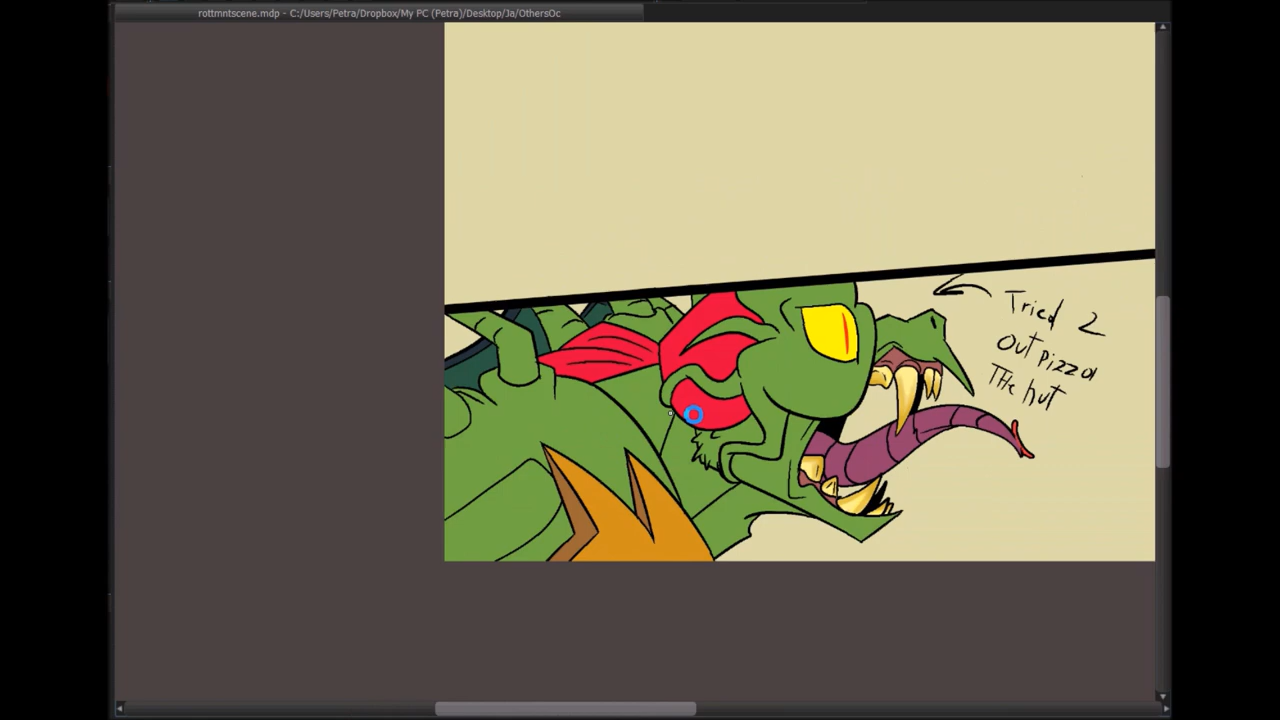 rottmntscene.mdp - C:/Users/Petra/Dropbox/My PC (Petra)/Desktop/Ja/OthersOc
Tried 2
out pizza
THe hut